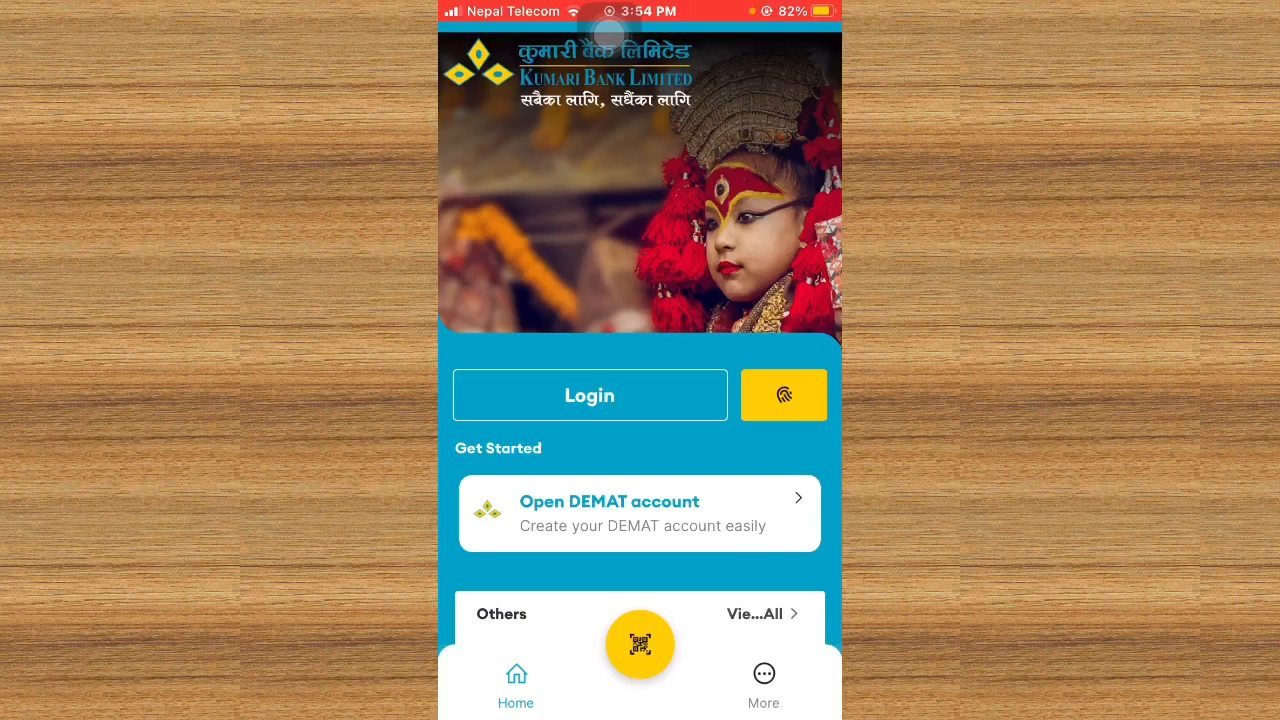 Nepal Telecom 3:54 PM 82%
कुमारी बैंक लिमिटेड
KUMARI BANK LIMITED
सबैका लागि, सधैंका लागि
Login
Get Started
Open DEMAT account
Create your DEMAT account easily
Others Vie...All
Home More